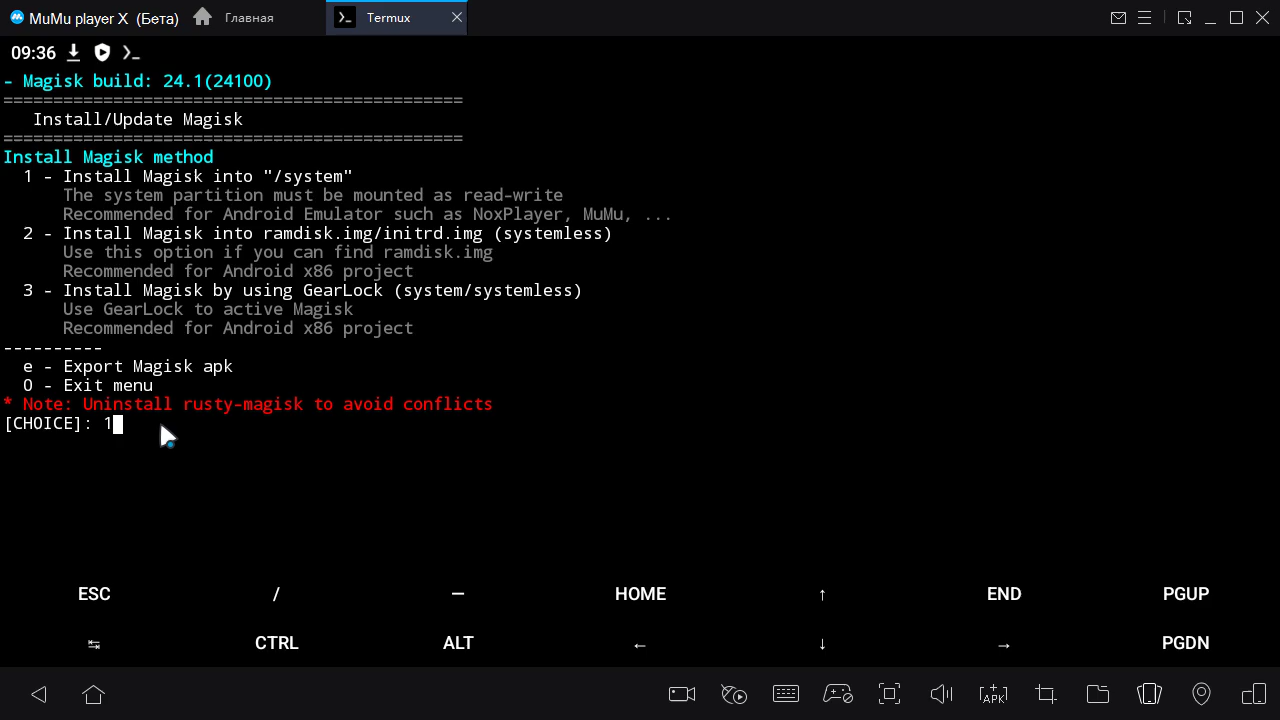 MuMu player X (Бета)
Главная
Termux
09:36
- Magisk build: 24.1(24100)
==============================================
Install/Update Magisk
==============================================
Install Magisk method
1 - Install Magisk into "/system"
The system partition must be mounted as read-write
Recommended for Android Emulator such as NoxPlayer, MuMu, ...
2 - Install Magisk into ramdisk.img/initrd.img (systemless)
Use this option if you can find ramdisk.img
Recommended for Android x86 project
3 - Install Magisk by using GearLock (system/systemless)
Use GearLock to active Magisk
Recommended for Android x86 project
----------
e - Export Magisk apk
0 - Exit menu
* Note: Uninstall rusty-magisk to avoid conflicts
[CHOICE]: 1
ESC / — HOME ↑ END PGUP
↹ CTRL ALT ← ↓ → PGDN
APK